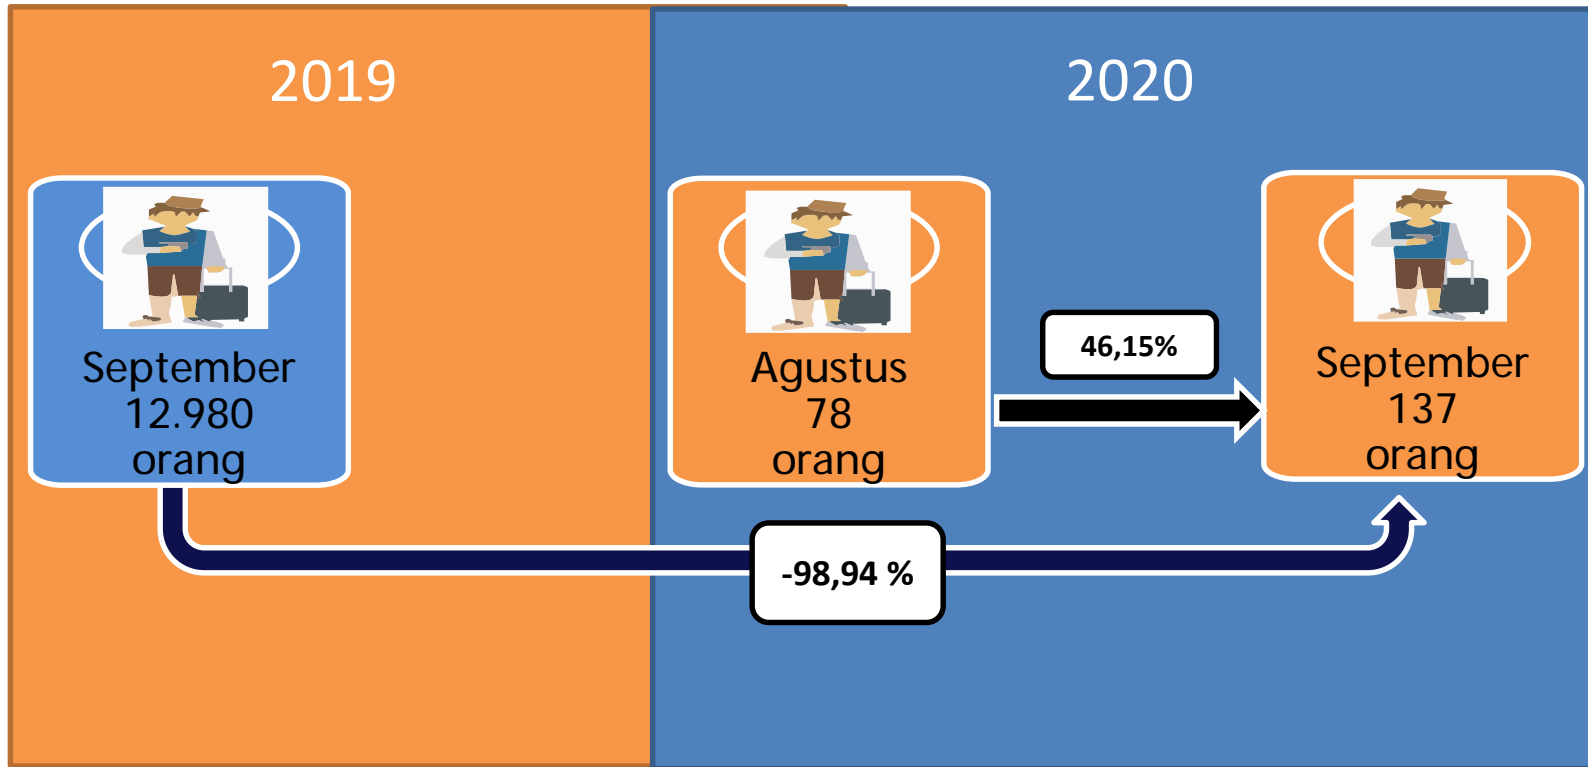 2019
2020
September
12.980
orang
Agustus
78
orang
46,15%
September
137
orang
-98,94 %